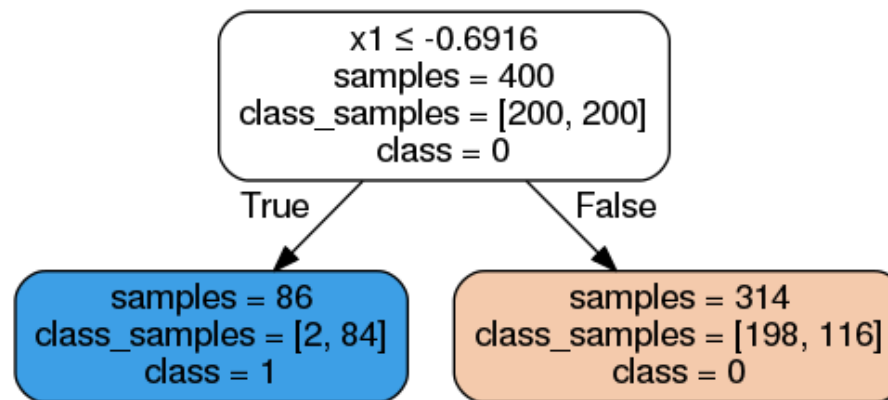 x1 ≤ -0.6916
samples = 400
class_samples = [200, 200]
class = 0
True
False
samples = 86
class_samples = [2, 84]
class = 1
samples = 314
class_samples = [198, 116]
class = 0